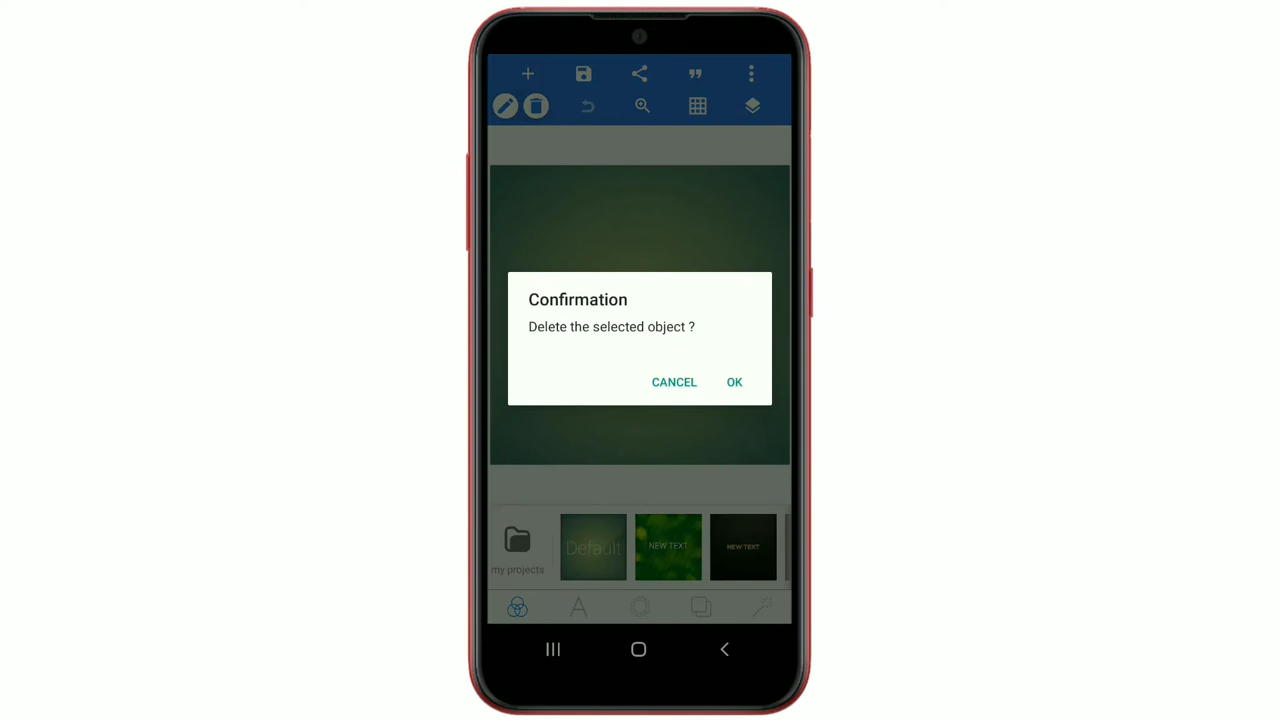 Confirmation
Delete the selected object ?
CANCEL OK
Default
NEW TEXT
NEW TEXT
my projects